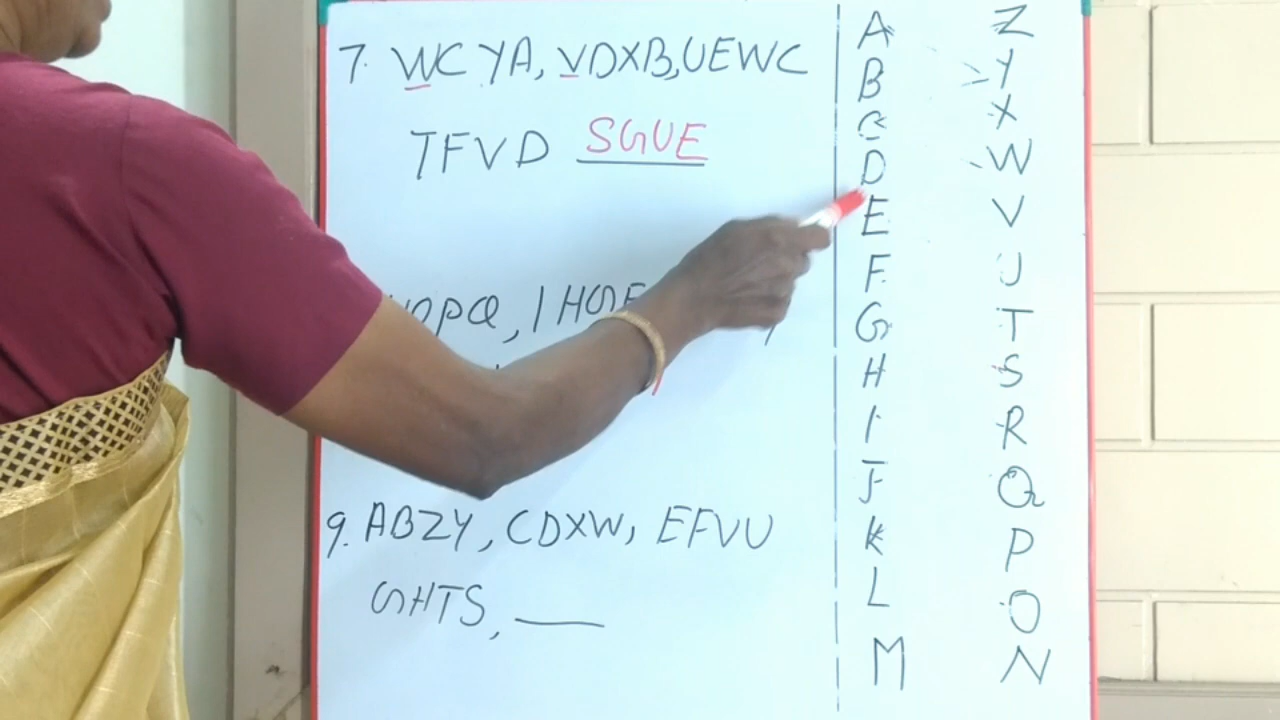 7. WCYA, VDXB, UEWC
TFVD SGUE
9. ABZY, CDXW, EFVU
GHTS, ___
A Z
B Y
C X
D W
E V
F U
G T
H S
I R
J Q
K P
L O
M N